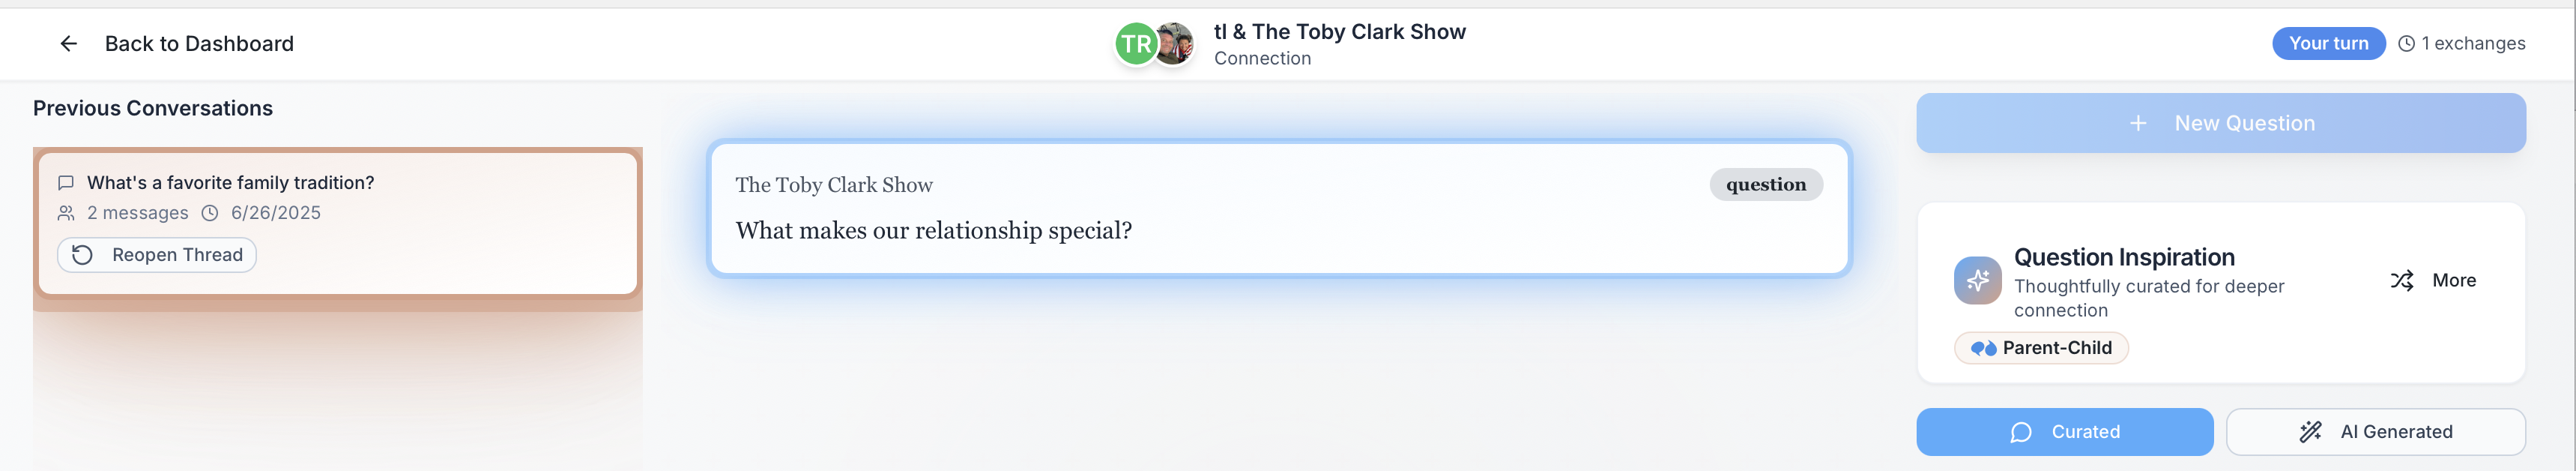 Back to Dashboard
TR
tl & The Toby Clark Show
Connection
Your turn
1 exchanges
Previous Conversations
What's a favorite family tradition?
2 messages 6/26/2025
Reopen Thread
The Toby Clark Show
question
What makes our relationship special?
New Question
Question Inspiration
Thoughtfully curated for deeper
connection
More
Parent-Child
Curated
AI Generated